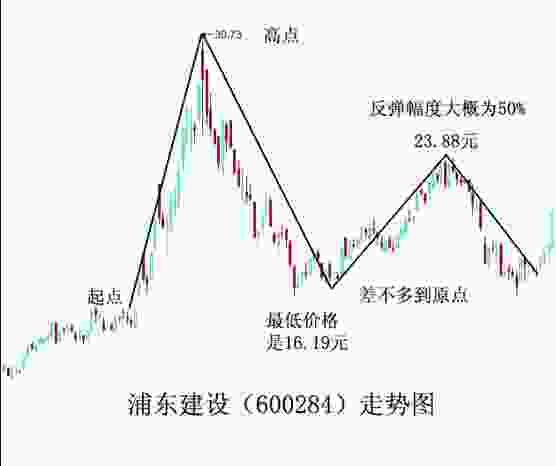 30.73
高点
反弹幅度大概为50%
23.88元
起点
差不多到原点
最低价格
是16.19元
浦东建设（600284）走势图